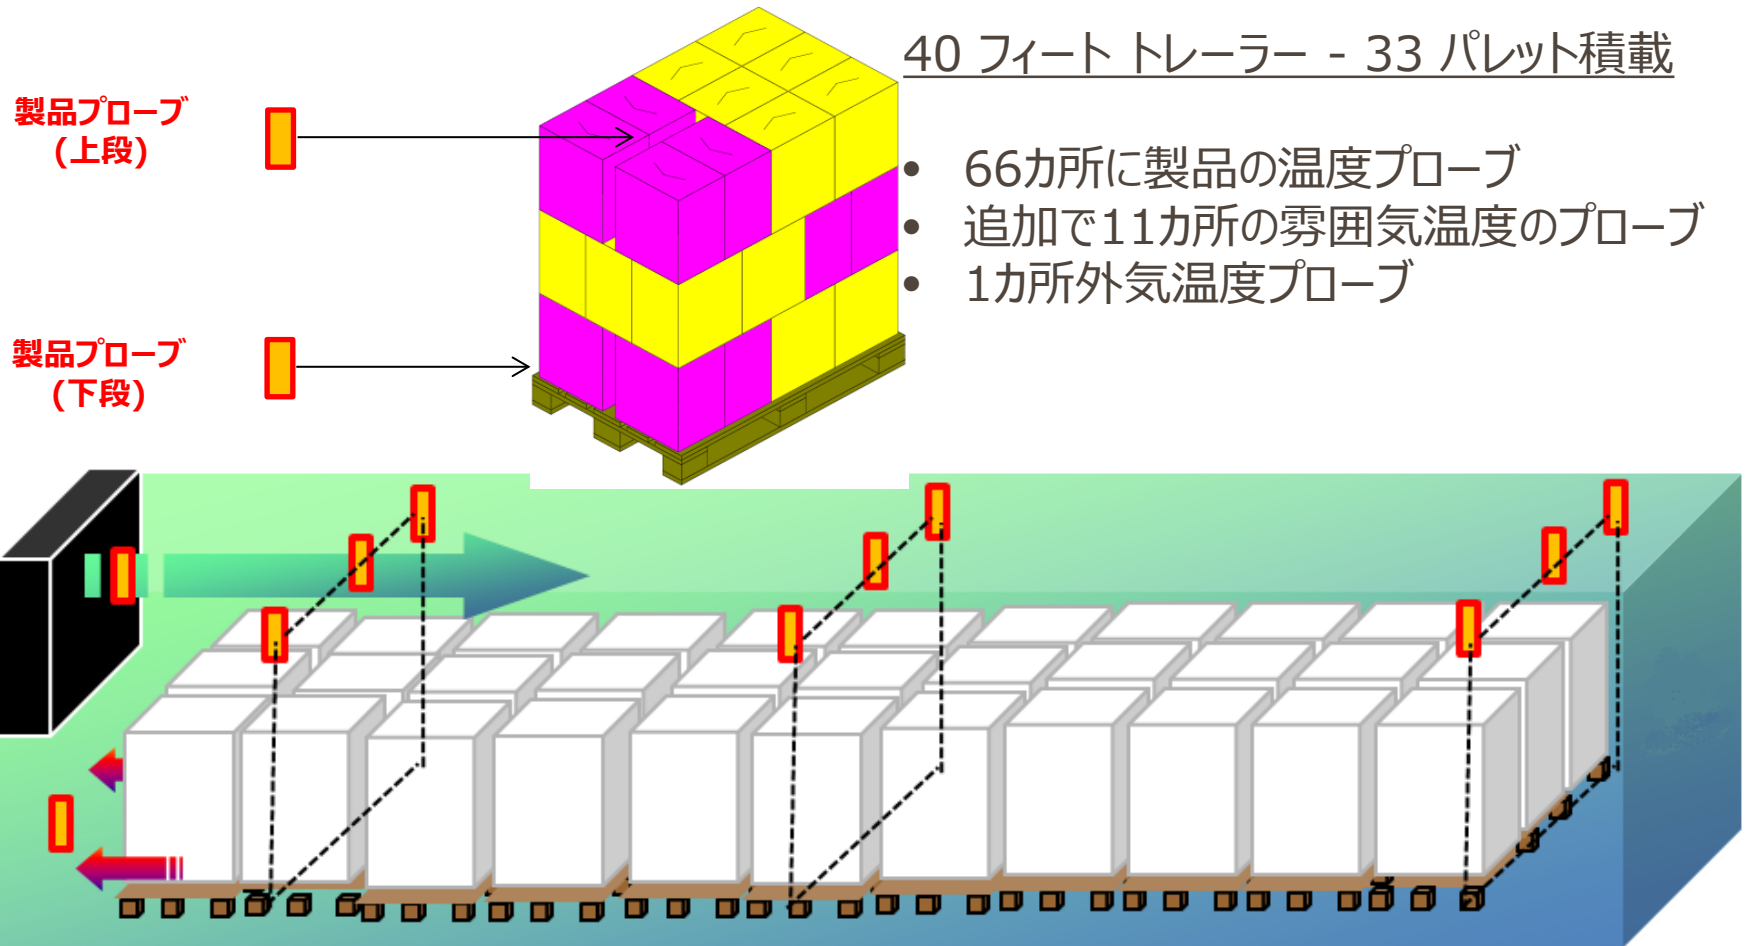 40 フィート トレーラー - 33 パレット積載
製品プローブ
(上段)
• 66カ所に製品の温度プローブ
• 追加で11カ所の雰囲気温度のプローブ
• 1カ所外気温度プローブ
製品プローブ
(下段)